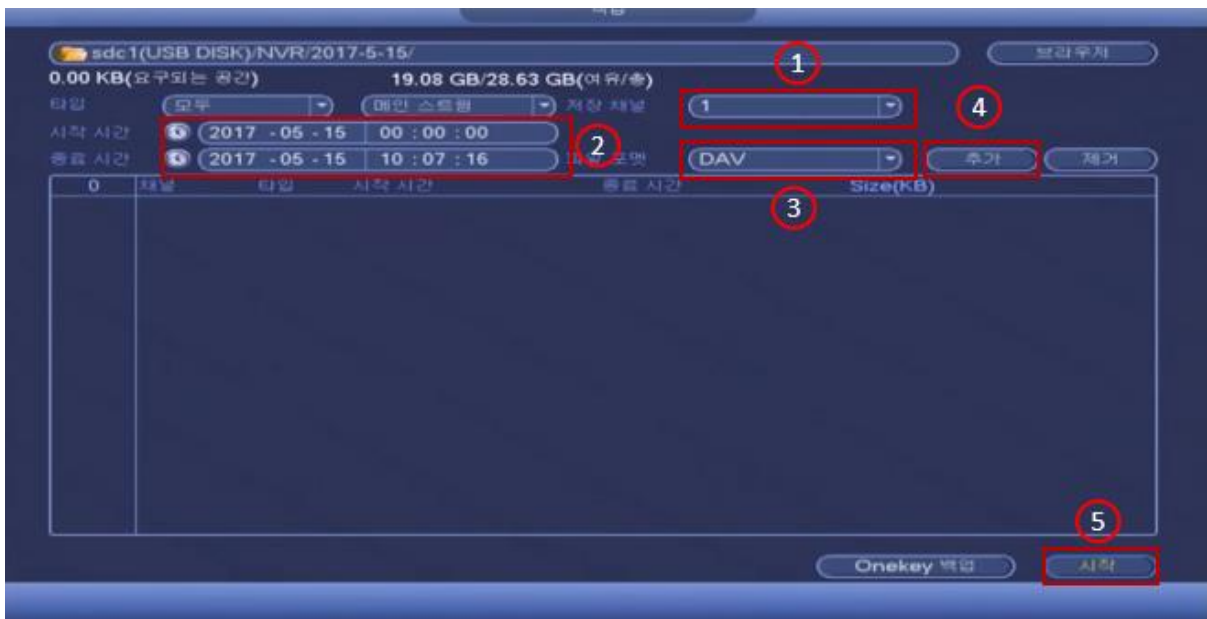 백업
sdc1(USB DISK)/NVR/2017-5-15/ 브라우저
0.00 KB(요구되는 공간) 19.08 GB/28.63 GB(여유/총) 1
타입 모두 메인 스트림 저장 채널 1 4
시작 시간 2017 - 05 - 15 00 : 00 : 00
종료 시간 2017 - 05 - 15 10 : 07 : 16 2 포맷 DAV 추가 제거
0 채널 타입 시작 시간 종료 시간 Size(KB)
3
5
Onekey 백업 시작